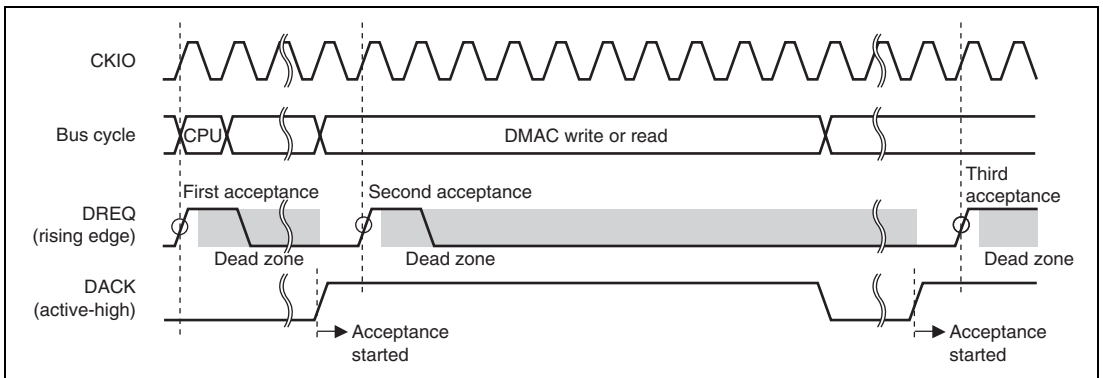 CKIO
Bus cycle
CPU
DMAC write or read
First acceptance
Second acceptance
Third
acceptance
DREQ
(rising edge)
Dead zone
Dead zone
Dead zone
DACK
(active-high)
Acceptance
started
Acceptance
started